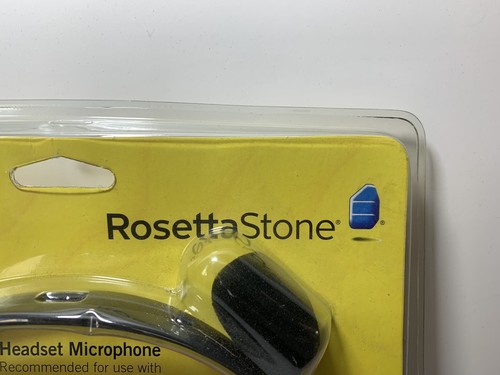 RosettaStone®
Headset Microphone
Recommended for use with